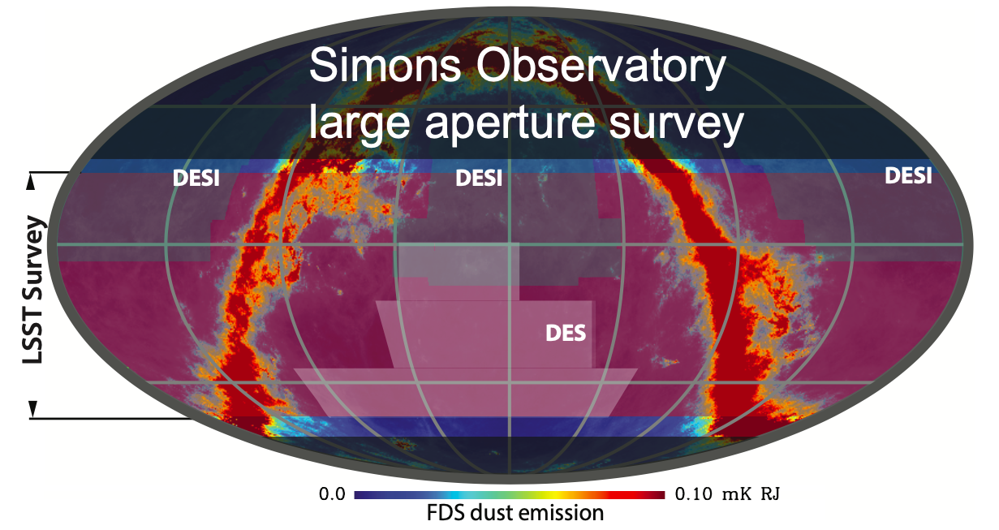 Simons Observatory
large aperture survey
DESI
DESI
DESI
LSST Survey
DES
0.0
0.10 mK RJ
FDS dust emission